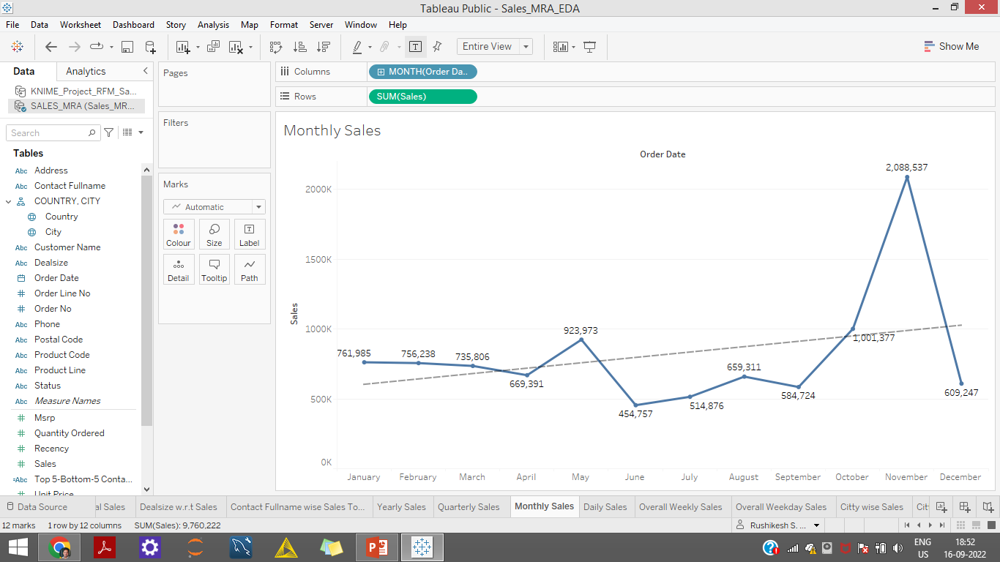 Tableau Public - Sales_MRA_EDA
File Data Worksheet Dashboard Story Analysis Map Format Server Window Help
Entire View
Show Me
Data Analytics
KNIME_Project_RFM_Sa...
SALES_MRA (Sales_MR...
Search
Tables
Abc Address
Abc Contact Fullname
COUNTRY, CITY
Country
City
Abc Customer Name
Abc Dealsize
Order Date
Order Line No
Order No
Abc Phone
Abc Postal Code
Abc Product Code
Abc Product Line
Abc Status
Abc Measure Names
Msrp
Quantity Ordered
Recency
Sales
=Abc Top 5-Bottom-5 Conta...
Unit Price
Pages
Filters
Marks
Automatic
Colour Size Label
Detail Tooltip Path
Columns MONTH(Order Da..
Rows SUM(Sales)
Monthly Sales
Order Date
Sales
2000K
1500K
1000K
500K
0K
761,985
756,238
735,806
669,391
923,973
454,757
514,876
659,311
584,724
1,001,377
2,088,537
609,247
January February March April May June July August September October November December
Data Source al Sales Dealsize w.r.t Sales Contact Fullname wise Sales To... Yearly Sales Quarterly Sales Monthly Sales Daily Sales Overall Weekly Sales Overall Weekday Sales Citty wise Sales Citt
12 marks 1 row by 12 columns SUM(Sales): 9,760,222 Rushikesh S. ...
ENG 18:52
US 16-09-2022